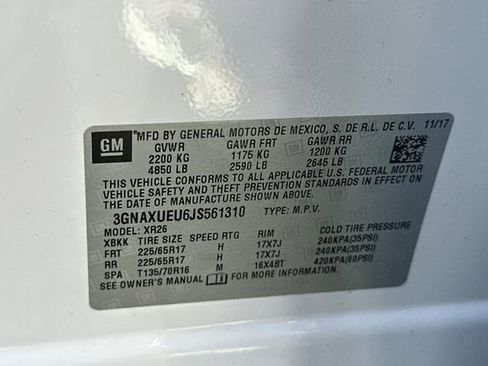 GM
MFD BY GENERAL MOTORS DE MEXICO, S. DE R.L. DE C.V. 11/17
GVWR GAWR FRT GAWR RR
2200 KG 1175 KG 1200 KG
4850 LB 2590 LB 2645 LB
THIS VEHICLE CONFORMS TO ALL APPLICABLE U.S. FEDERAL MOTOR
VEHICLE SAFETY, BUMPER, AND THEFT PREVENTION STANDARDS
IN EFFECT ON THE DATE OF
MANUFACTURE SHOWN ABOVE.
3GNAXUEU6JS561310 TYPE: M.P.V.
MODEL: XR26
XBKK TIRE SIZE SPEED RTG RIM COLD TIRE PRESSURE
FRT 225/65R17 H 17X7J 240KPA(35PSI)
RR 225/65R17 H 17X7J 240KPA(35PSI)
SPA T135/70R16 M 16X4BT 420KPA(60PSI)
SEE OWNER'S MANUAL FOR ADDITIONAL INFORMATION.